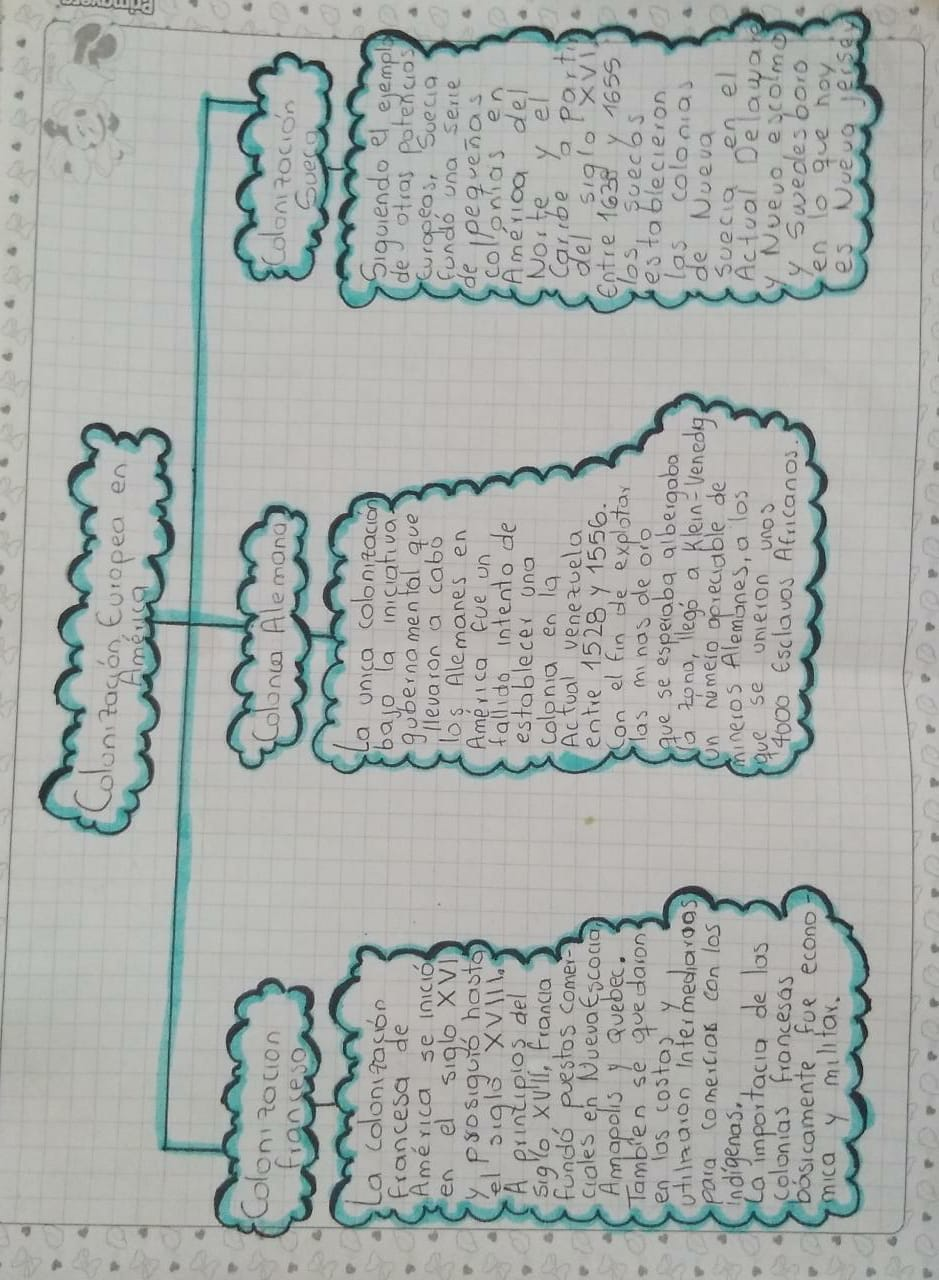 Colonización Europea en
América
Colonización
francesa
La colonización
francesa de
América se inició
en el siglo XVI
y prosiguió hasta
el siglo XVIII.
A principios del
siglo XVII, Francia
fundó puestos comer-
ciales en Nueva Escocia,
Annapolis y Quebec.
Tambien se quedaron
en las costas y
utilizaron intermediaroas
para comerciar con los
indígenas.
La importacia de las
colonias francesas
básicamente fue econo-
mica y militar.
Colonia Alemana
La unica colonización
bajo la iniciativa
gubernamental que
llevaron a cabo
los Alemanes en
América fue un
fallido intento de
establecer una
Colonia en la
Actual venezuela
entre 1528 y 1556.
Con el fin de explotar
las minas de oro
que se esperaba albergaba
la zona, llegó a Klein-Venedig
un número apreciable de
mineros Alemanes, a los
que se unieron unos
4000 Esclavos Africanos.
Colonización
Sueca
Siguiendo el ejemplo
de otras Potencias
Europeas, Suecia
fundó una serie
de pequeñas
colonias en
América del
Norte y el
Caribe a Parti
del siglo XVII
Entre 1638 y 1655
los suecos
establecieron
las colonias
de Nueva
suecia en el
Actual Delaware
y Nuevo escolmo
y Swedesboro
en lo que hoy
es Nueva Jersey